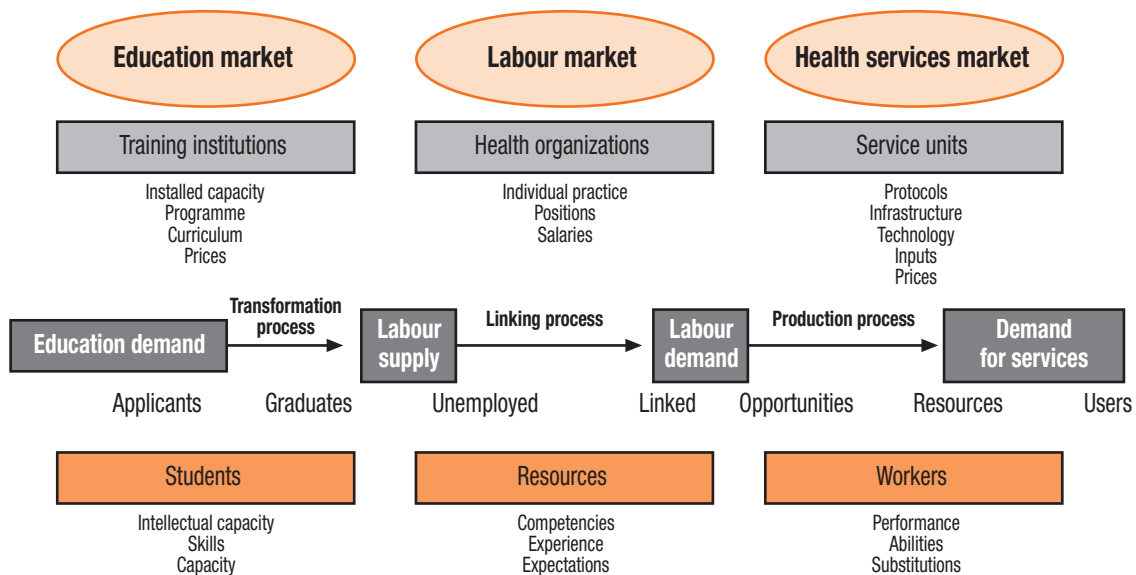 Education market
Labour market
Health services market
Training institutions
Health organizations
Service units
Installed capacity
Programme
Curriculum
Prices
Individual practice
Positions
Salaries
Protocols
Infrastructure
Technology
Inputs
Prices
Education demand
Transformation
process
Labour
supply
Linking process
Labour
demand
Production process
Demand
for services
Applicants
Graduates
Unemployed
Linked
Opportunities
Resources
Users
Students
Resources
Workers
Intellectual capacity
Skills
Capacity
Competencies
Experience
Expectations
Performance
Abilities
Substitutions